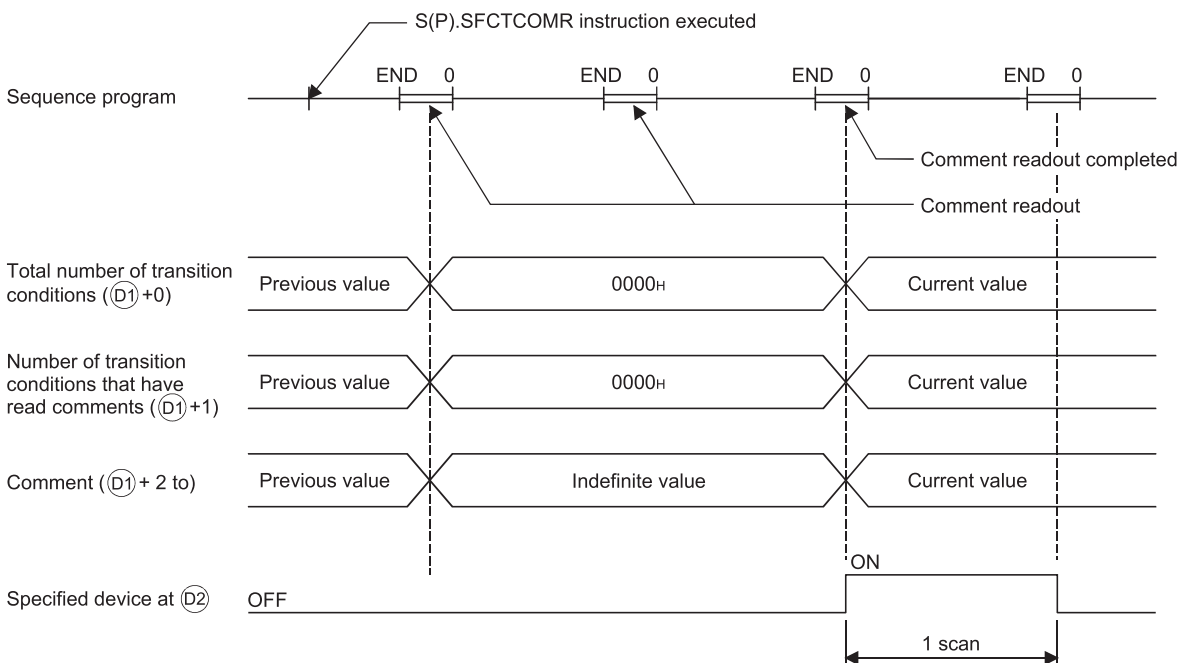 S(P).SFCTCOMR instruction executed
END 0 END 0 END 0 END 0
Sequence program
Comment readout completed
Comment readout
Total number of transition
conditions (D1+0)
Previous value 0000H Current value
Number of transition
conditions that have
read comments (D1+1)
Previous value 0000H Current value
Comment (D1+ 2 to)
Previous value Indefinite value Current value
ON
Specified device at D2
OFF
1 scan